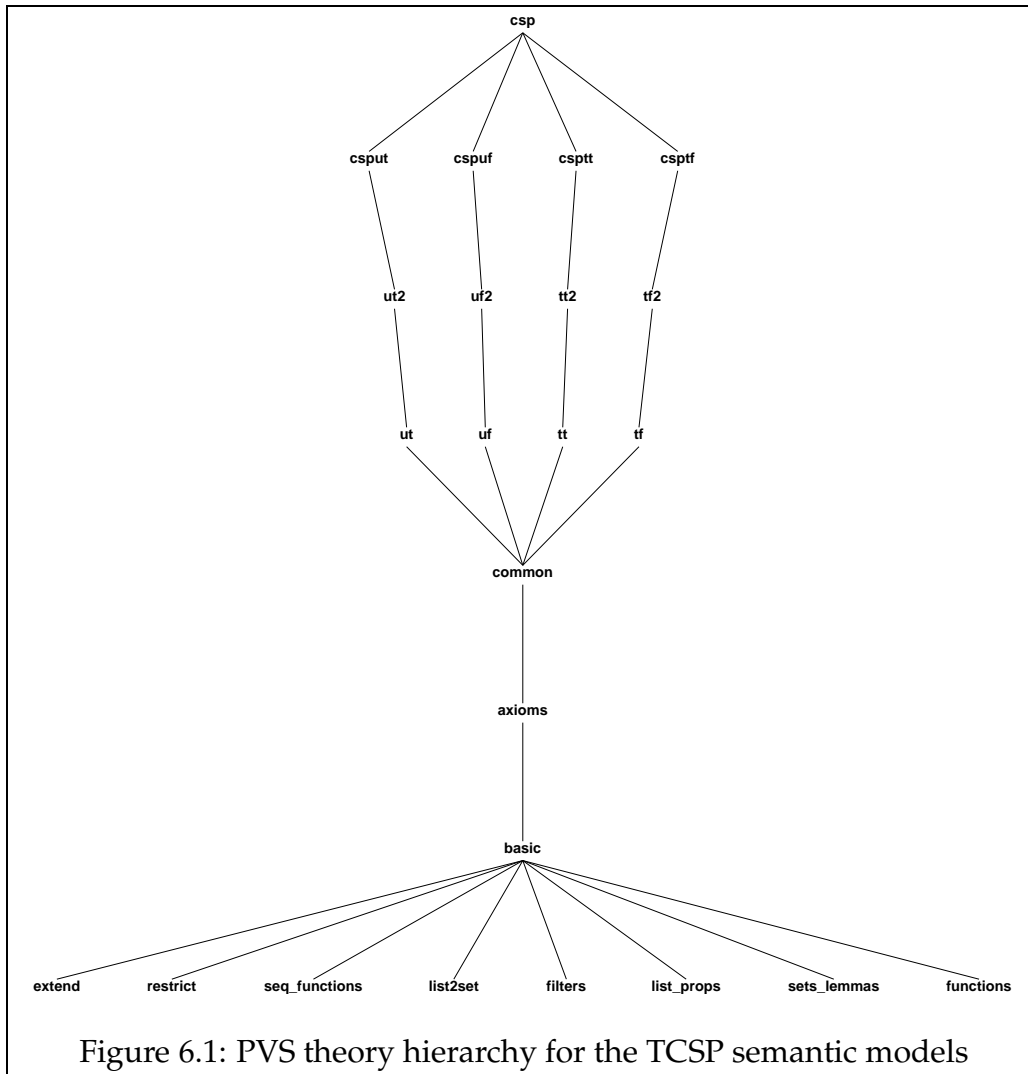 csp
csput cspuf csptt csptf
ut2 uf2 tt2 tf2
ut uf tt tf
common
axioms
basic
extend restrict seq_functions list2set filters list_props sets_lemmas functions
Figure 6.1: PVS theory hierarchy for the TCSP semantic models